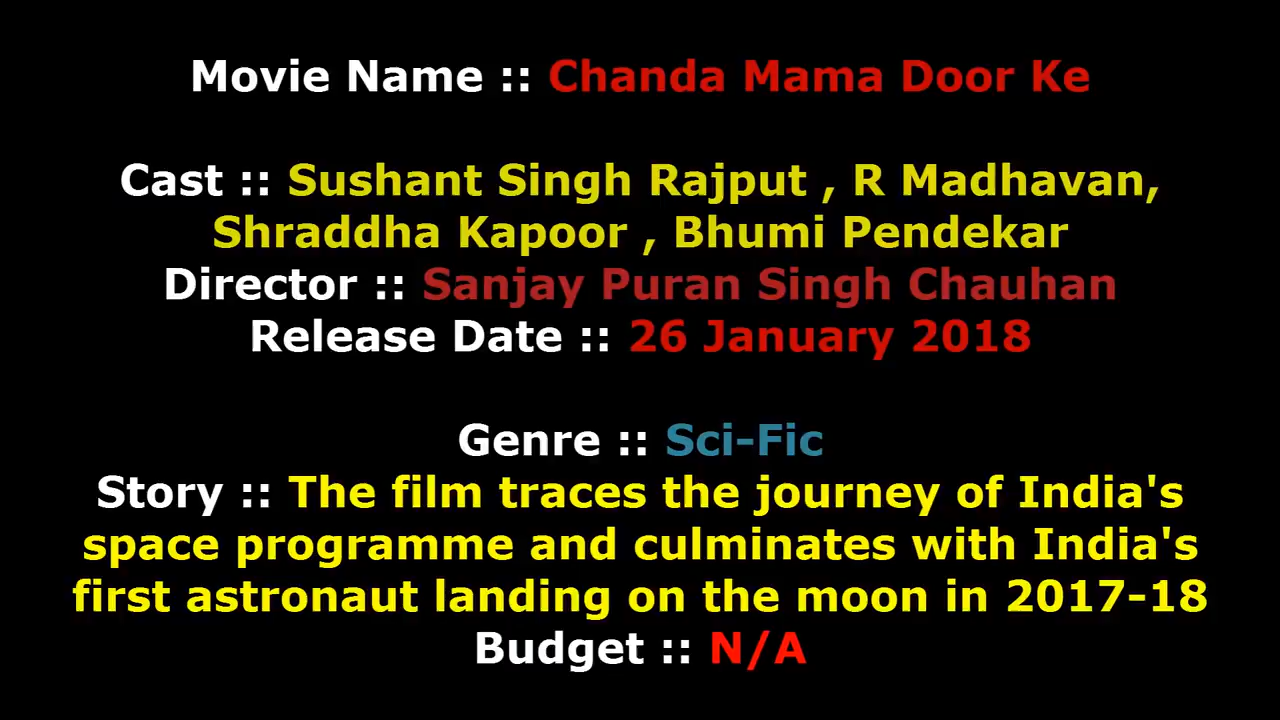 Movie Name :: Chanda Mama Door Ke
Cast :: Sushant Singh Rajput , R Madhavan,
Shraddha Kapoor , Bhumi Pendekar
Director :: Sanjay Puran Singh Chauhan
Release Date :: 26 January 2018
Genre :: Sci-Fic
Story :: The film traces the journey of India's
space programme and culminates with India's
first astronaut landing on the moon in 2017-18
Budget :: N/A